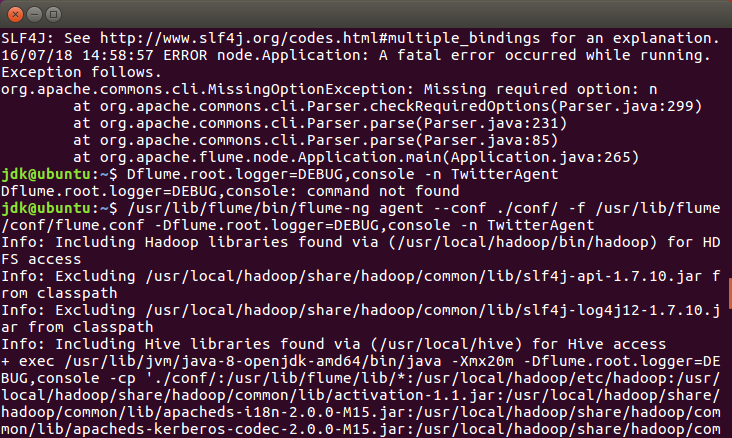 SLF4J: See http://www.slf4j.org/codes.html#multiple_bindings for an explanation.
16/07/18 14:58:57 ERROR node.Application: A fatal error occurred while running.
Exception follows.
org.apache.commons.cli.MissingOptionException: Missing required option: n
        at org.apache.commons.cli.Parser.checkRequiredOptions(Parser.java:299)
        at org.apache.commons.cli.Parser.parse(Parser.java:231)
        at org.apache.commons.cli.Parser.parse(Parser.java:85)
        at org.apache.flume.node.Application.main(Application.java:265)
jdk@ubuntu:~$ Dflume.root.logger=DEBUG,console -n TwitterAgent
Dflume.root.logger=DEBUG,console: command not found
jdk@ubuntu:~$ /usr/lib/flume/bin/flume-ng agent --conf ./conf/ -f /usr/lib/flume
/conf/flume.conf -Dflume.root.logger=DEBUG,console -n TwitterAgent
Info: Including Hadoop libraries found via (/usr/local/hadoop/bin/hadoop) for HD
FS access
Info: Excluding /usr/local/hadoop/share/hadoop/common/lib/slf4j-api-1.7.10.jar f
rom classpath
Info: Excluding /usr/local/hadoop/share/hadoop/common/lib/slf4j-log4j12-1.7.10.j
ar from classpath
Info: Including Hive libraries found via (/usr/local/hive) for Hive access
+ exec /usr/lib/jvm/java-8-openjdk-amd64/bin/java -Xmx20m -Dflume.root.logger=DE
BUG,console -cp './conf/:/usr/lib/flume/lib/*:/usr/local/hadoop/etc/hadoop:/usr/
local/hadoop/share/hadoop/common/lib/activation-1.1.jar:/usr/local/hadoop/share/
hadoop/common/lib/apacheds-i18n-2.0.0-M15.jar:/usr/local/hadoop/share/hadoop/com
mon/lib/apacheds-kerberos-codec-2.0.0-M15.jar:/usr/local/hadoop/share/hadoop/com